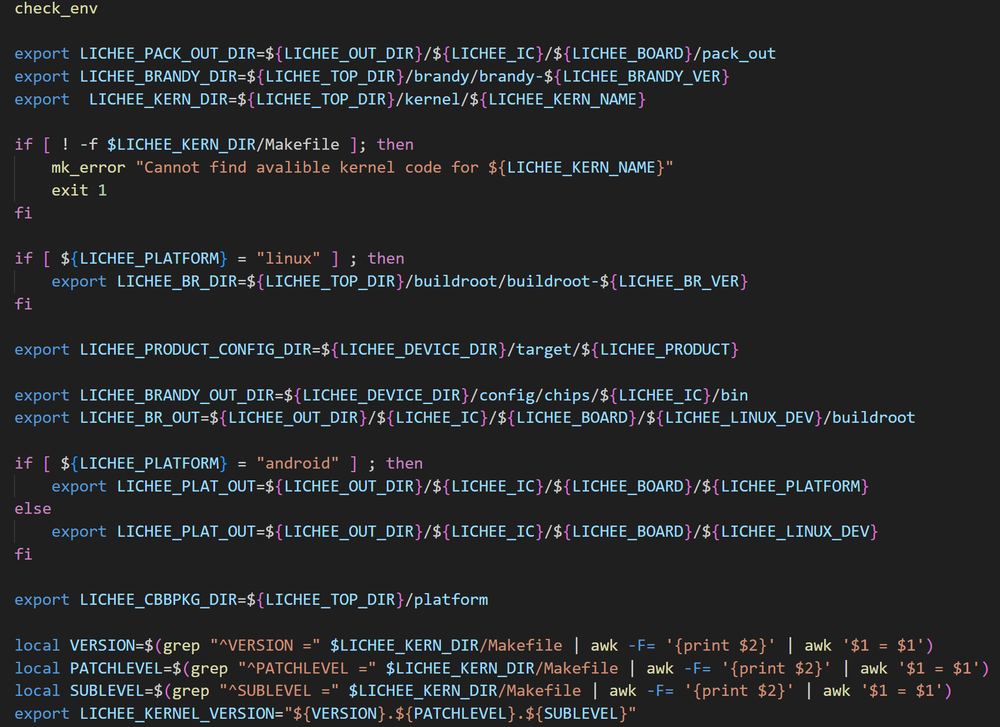 check_env
export LICHEE_PACK_OUT_DIR=${LICHEE_OUT_DIR}/${LICHEE_IC}/${LICHEE_BOARD}/pack_out
export LICHEE_BRANDY_DIR=${LICHEE_TOP_DIR}/brandy/brandy-${LICHEE_BRANDY_VER}
export  LICHEE_KERN_DIR=${LICHEE_TOP_DIR}/kernel/${LICHEE_KERN_NAME}
if [ ! -f $LICHEE_KERN_DIR/Makefile ]; then
    mk_error "Cannot find avalible kernel code for ${LICHEE_KERN_NAME}"
    exit 1
fi
if [ ${LICHEE_PLATFORM} = "linux" ] ; then
    export LICHEE_BR_DIR=${LICHEE_TOP_DIR}/buildroot/buildroot-${LICHEE_BR_VER}
fi
export LICHEE_PRODUCT_CONFIG_DIR=${LICHEE_DEVICE_DIR}/target/${LICHEE_PRODUCT}
export LICHEE_BRANDY_OUT_DIR=${LICHEE_DEVICE_DIR}/config/chips/${LICHEE_IC}/bin
export LICHEE_BR_OUT=${LICHEE_OUT_DIR}/${LICHEE_IC}/${LICHEE_BOARD}/${LICHEE_LINUX_DEV}/buildroot
if [ ${LICHEE_PLATFORM} = "android" ] ; then
    export LICHEE_PLAT_OUT=${LICHEE_OUT_DIR}/${LICHEE_IC}/${LICHEE_BOARD}/${LICHEE_PLATFORM}
else
    export LICHEE_PLAT_OUT=${LICHEE_OUT_DIR}/${LICHEE_IC}/${LICHEE_BOARD}/${LICHEE_LINUX_DEV}
fi
export LICHEE_CBBPKG_DIR=${LICHEE_TOP_DIR}/platform
local VERSION=$(grep "^VERSION =" $LICHEE_KERN_DIR/Makefile | awk -F= '{print $2}' | awk '$1 = $1')
local PATCHLEVEL=$(grep "^PATCHLEVEL =" $LICHEE_KERN_DIR/Makefile | awk -F= '{print $2}' | awk '$1 = $1')
local SUBLEVEL=$(grep "^SUBLEVEL =" $LICHEE_KERN_DIR/Makefile | awk -F= '{print $2}' | awk '$1 = $1')
export LICHEE_KERNEL_VERSION="${VERSION}.${PATCHLEVEL}.${SUBLEVEL}"